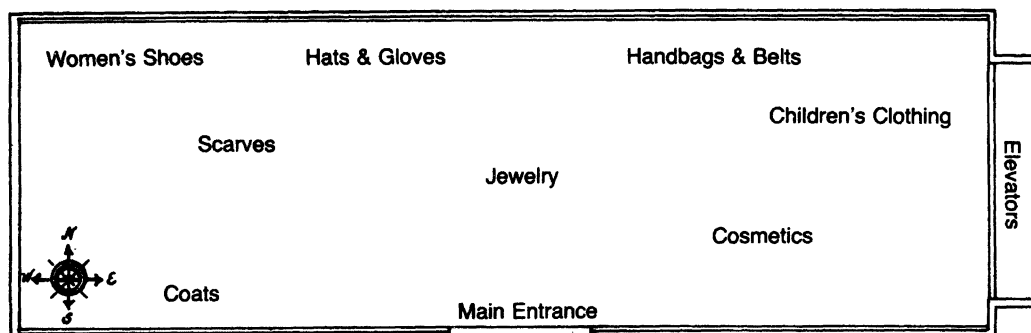 Women's Shoes Hats & Gloves Handbags & Belts
Children's Clothing
Scarves
Jewelry
Elevators
Cosmetics
N
W E
S
Coats
Main Entrance